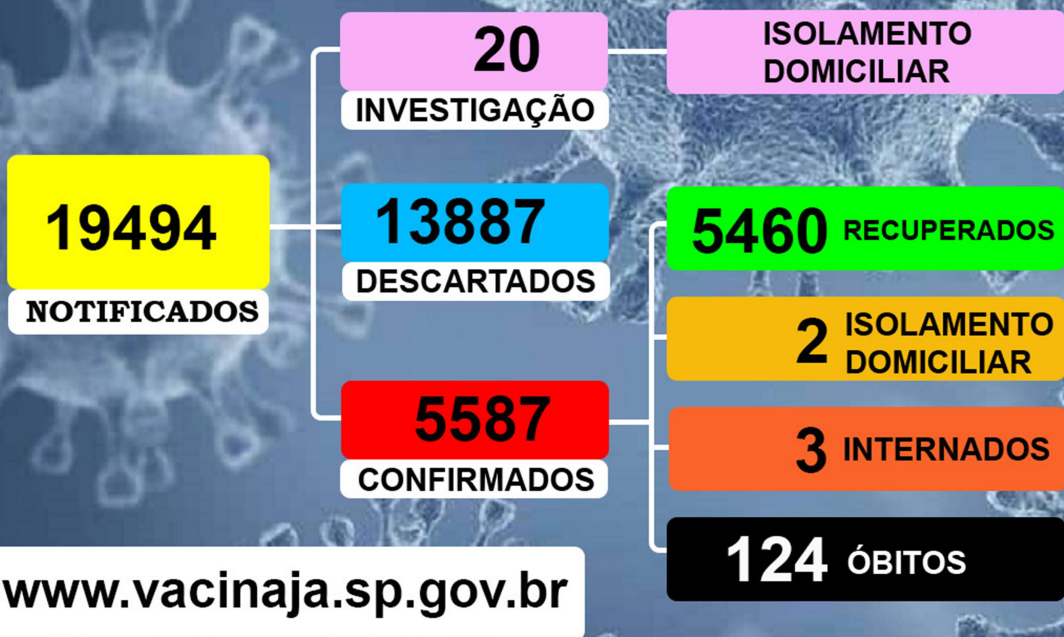 19494
NOTIFICADOS
20
INVESTIGAÇÃO
ISOLAMENTO
DOMICILIAR
13887
DESCARTADOS
5587
CONFIRMADOS
5460 RECUPERADOS
2 ISOLAMENTO
DOMICILIAR
3 INTERNADOS
124 ÓBITOS
www.vacinaja.sp.gov.br